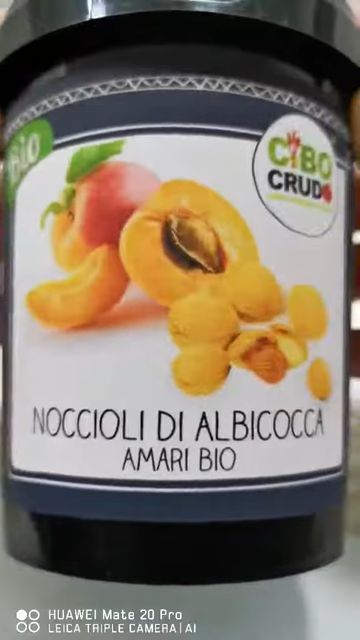 BIO
CIBO
CRUDO
NOCCIOLI DI ALBICOCCA
AMARI BIO
HUAWEI Mate 20 Pro
LEICA TRIPLE CAMERA | AI